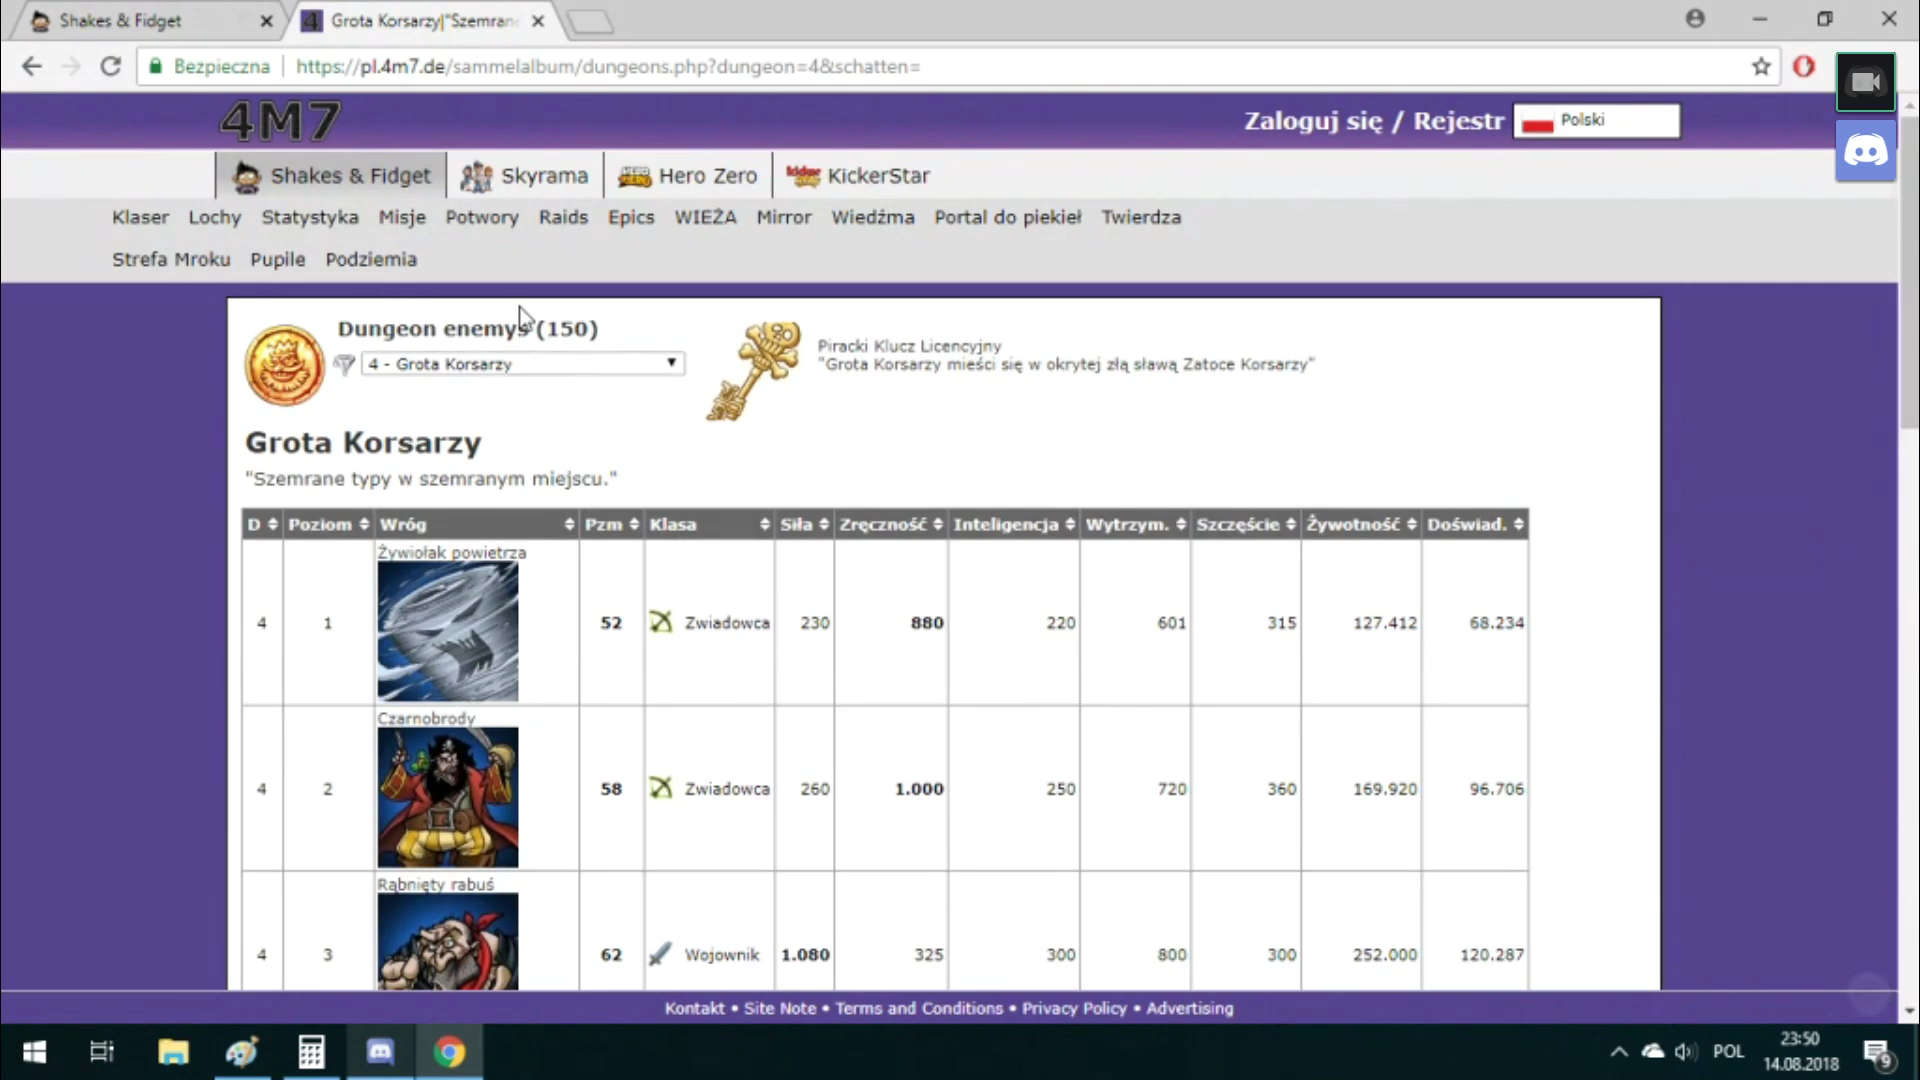 Shakes & Fidget
Grota Korsarzy|"Szemran
Bezpieczna
https://pl.4m7.de/sammelalbum/dungeons.php?dungeon=4&schatten=
4M7
Zaloguj się / Rejestr
Polski
Shakes & Fidget Skyrama Hero Zero KickerStar
Klaser Lochy Statystyka Misje Potwory Raids Epics WIEŻA Mirror Wiedźma Portal do piekieł Twierdza
Strefa Mroku Pupile Podziemia
Dungeon enemys (150)
4 - Grota Korsarzy
Piracki Klucz Licencyjny
"Grota Korsarzy mieści się w okrytej złą sławą Zatoce Korsarzy"
Grota Korsarzy
"Szemrane typy w szemranym miejscu."
D Poziom Wróg Pzm Klasa Siła Zręczność Inteligencja Wytrzym. Szczęście Żywotność Doświad.
Żywiołak powietrza
4 1 52 Zwiadowca 230 880 220 601 315 127.412 68.234
Czarnobrody
4 2 58 Zwiadowca 260 1.000 250 720 360 169.920 96.706
Rąbnięty rabuś
4 3 62 Wojownik 1.080 325 300 800 300 252.000 120.287
Kontakt • Site Note • Terms and Conditions • Privacy Policy • Advertising
POL
23:50
14.08.2018
9